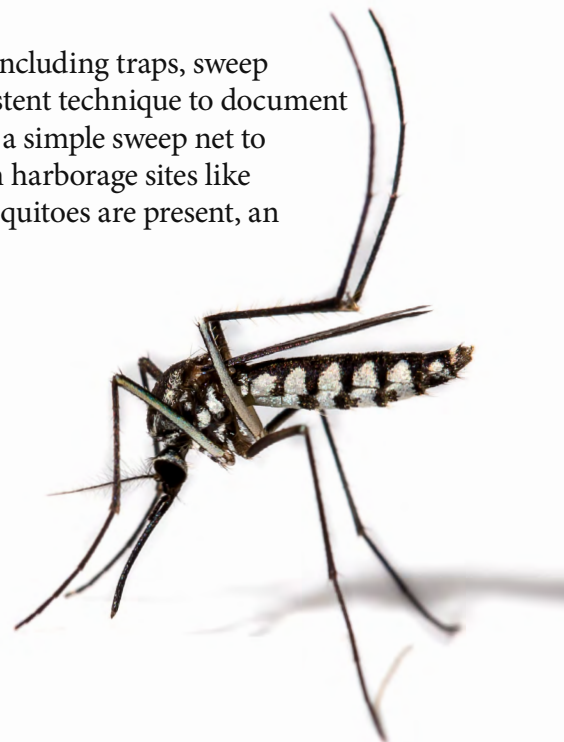 ncluding traps, sweep
stent technique to document
a simple sweep net to
harborage sites like
quitoes are present, an